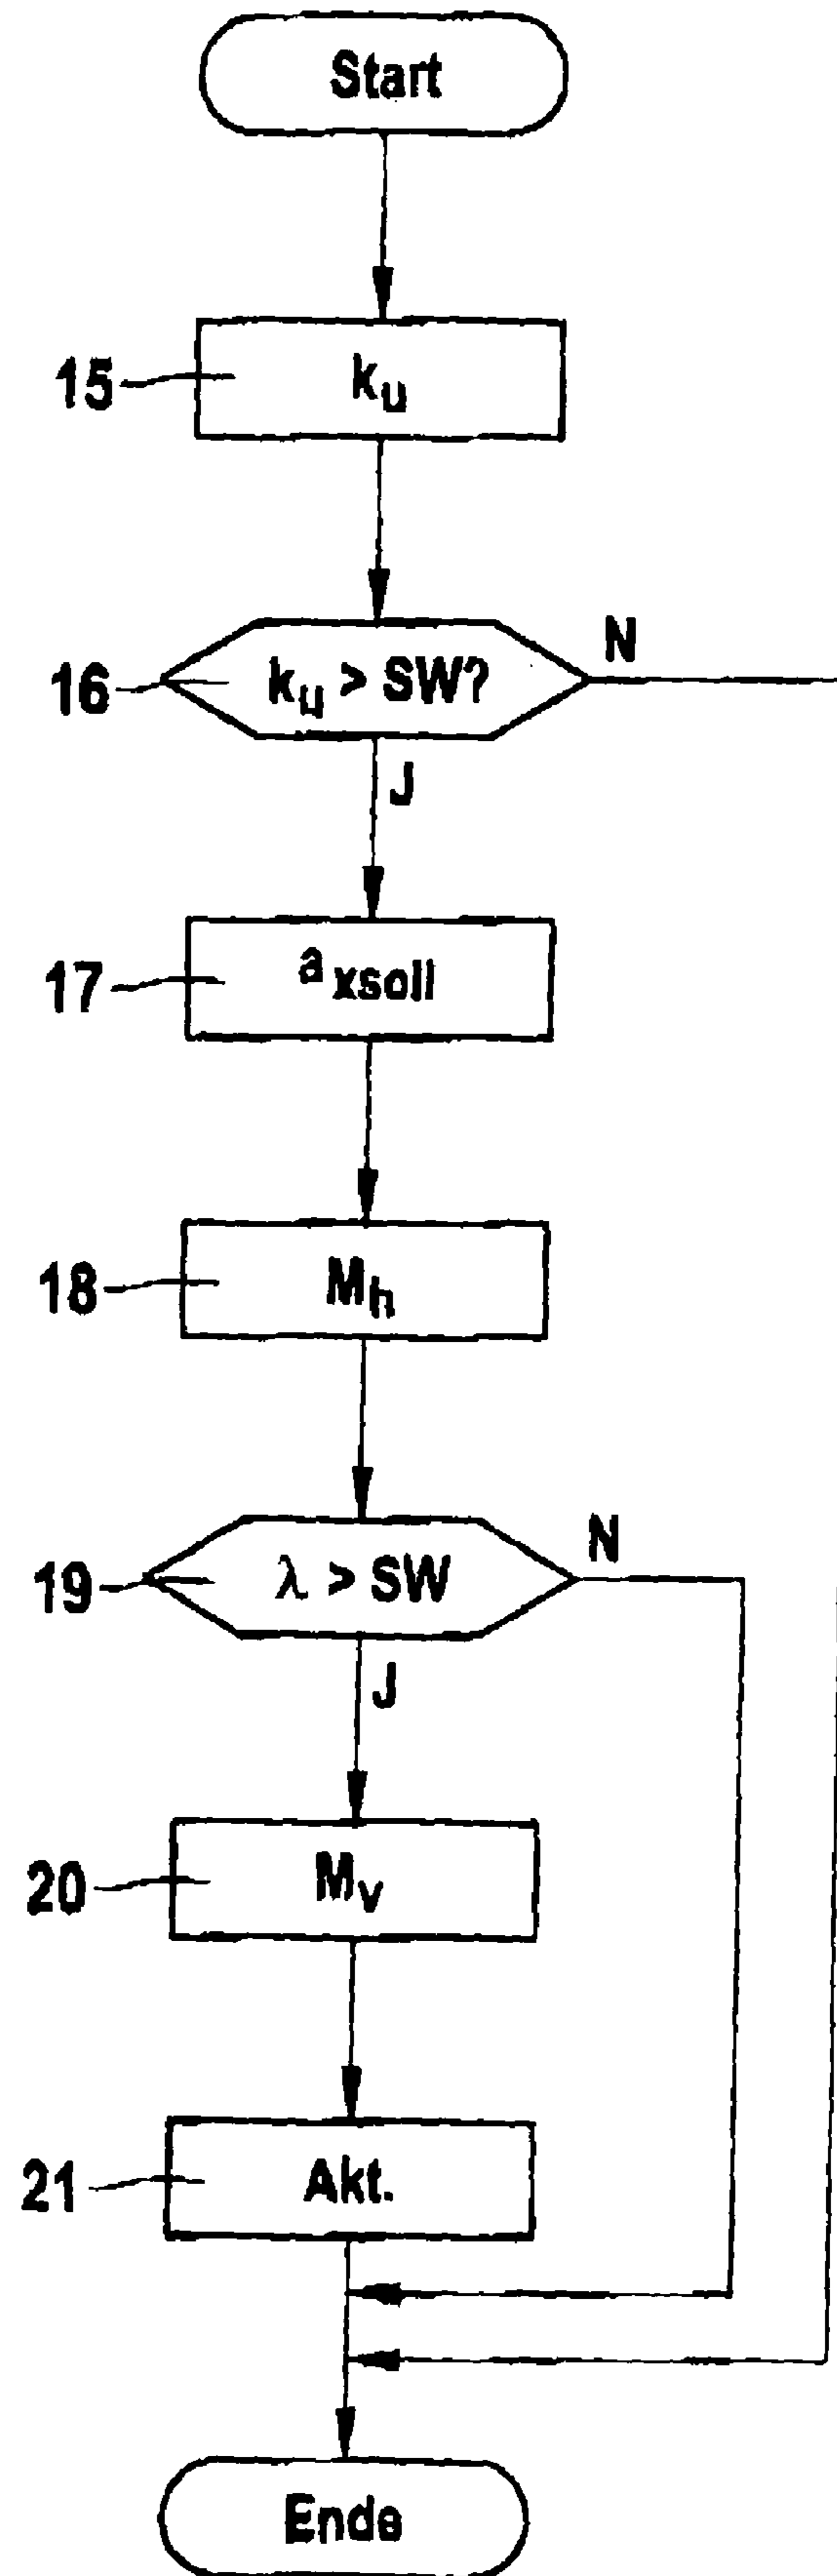 Start
15 k_u
16 k_u > SW? N
J
17 a_xsoll
18 M_h
19 λ > SW N
J
20 M_v
21 Akt.
Ende